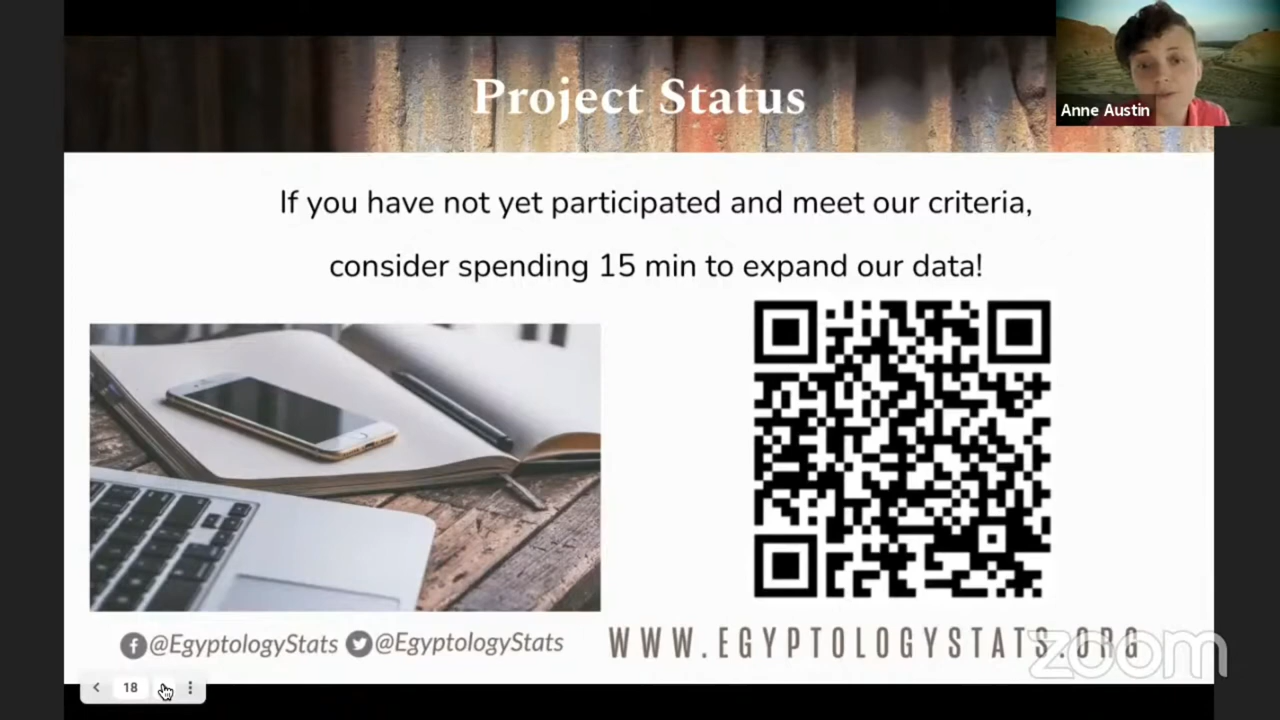 Project Status
Anne Austin
If you have not yet participated and meet our criteria,
consider spending 15 min to expand our data!
@EgyptologyStats @EgyptologyStats
WWW.EGYPTOLOGYSTATS.ORG
zoom
18